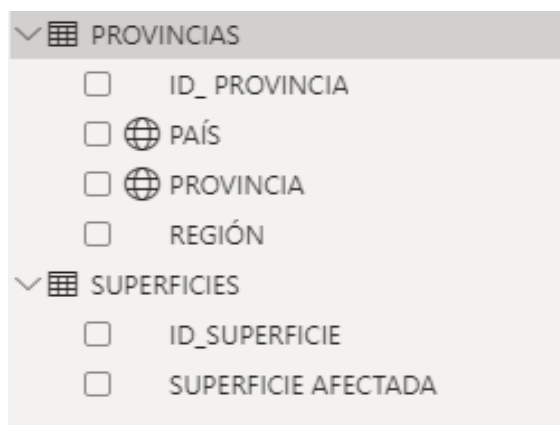 PROVINCIAS
ID_ PROVINCIA
PAÍS
PROVINCIA
REGIÓN
SUPERFICIES
ID_SUPERFICIE
SUPERFICIE AFECTADA